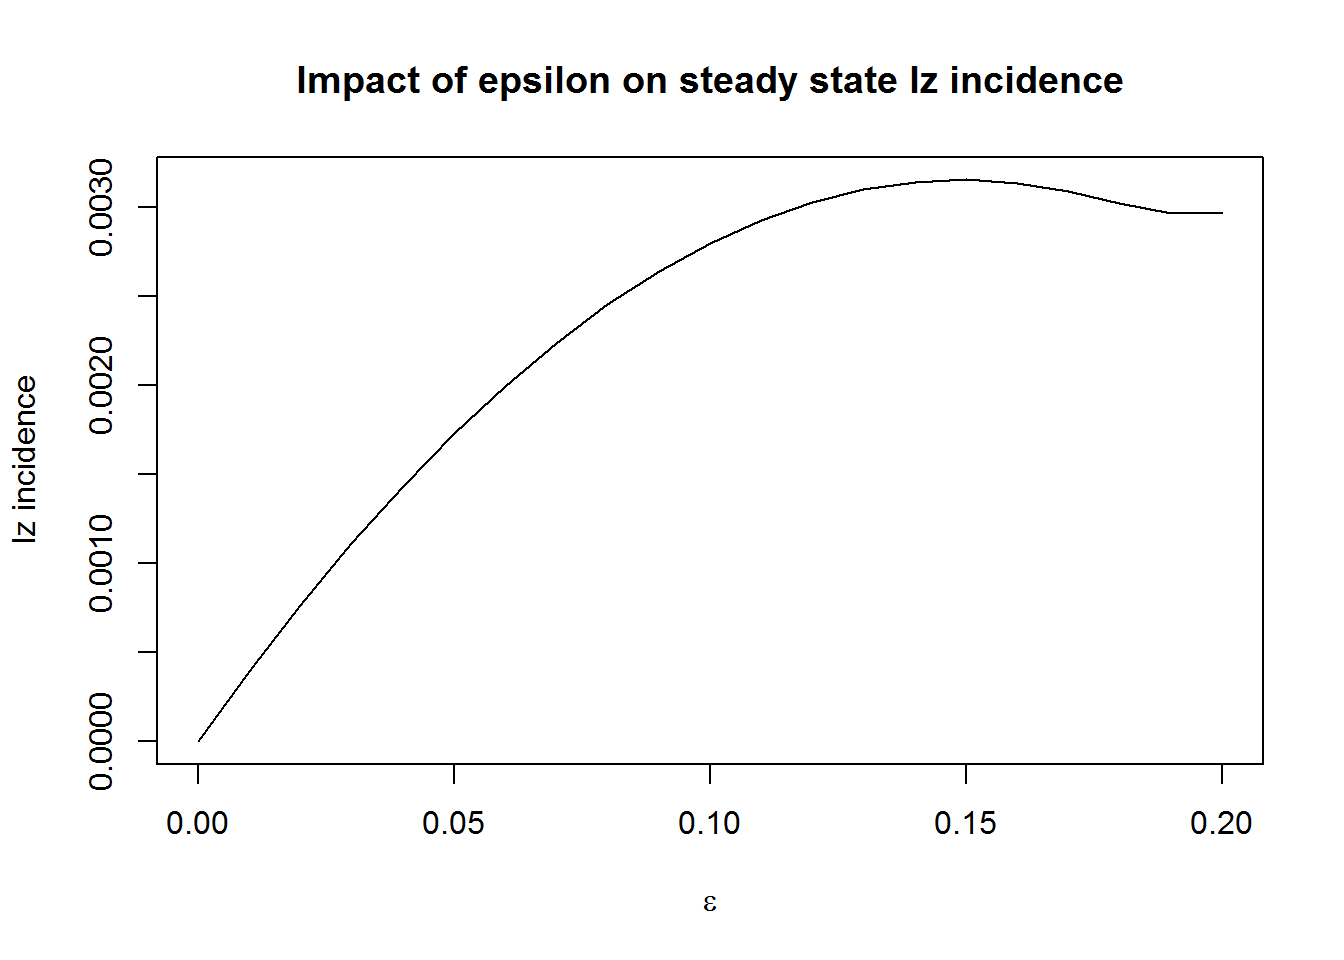 Impact of epsilon on steady state Iz incidence
Iz incidence
0.0030
0.0020
0.0010
0.0000
0.00 0.05 0.10 0.15 0.20
ε